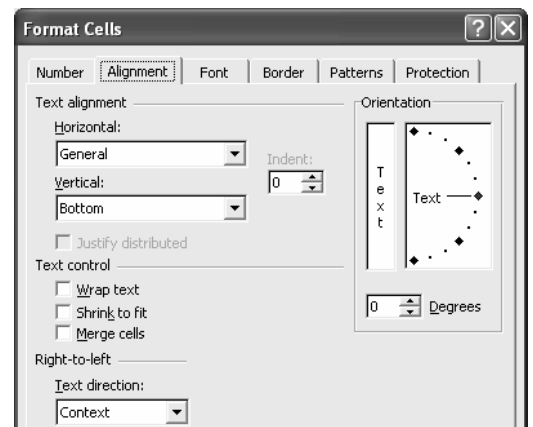 Format Cells
Number Alignment Font Border Patterns Protection
Text alignment
Horizontal:
General
Indent:
0
Vertical:
Bottom
Justify distributed
Text control
Wrap text
Shrink to fit
Merge cells
Right-to-left
Text direction:
Context
Orientation
T
e
x
t
Text
0 Degrees